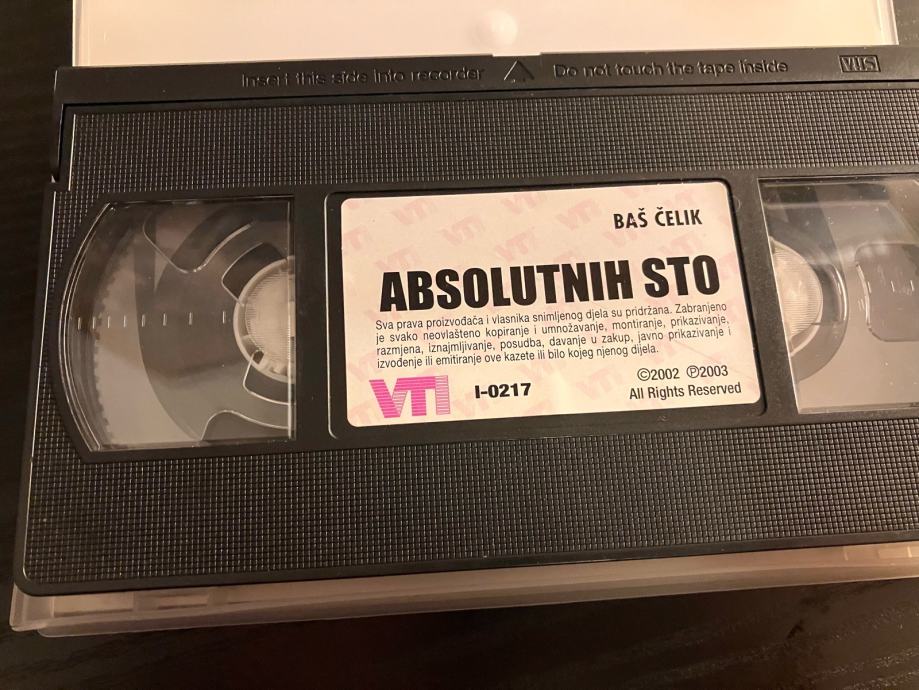 Insert this side into recorder △ Do not touch the tape inside VHS
BAŠ ČELIK
ABSOLUTNIH STO
Sva prava proizvođača i vlasnika snimljenog djela su pridržana. Zabranjeno
je svako neovlašteno kopiranje i umnožavanje, montiranje, prikazivanje,
razmjena, iznajmljivanje, posudba, davanje u zakup, javno prikazivanje i
izvođenje ili emitiranje ove kazete ili bilo kojeg njenog dijela.
VTI I-0217
©2002 ℗2003
All Rights Reserved